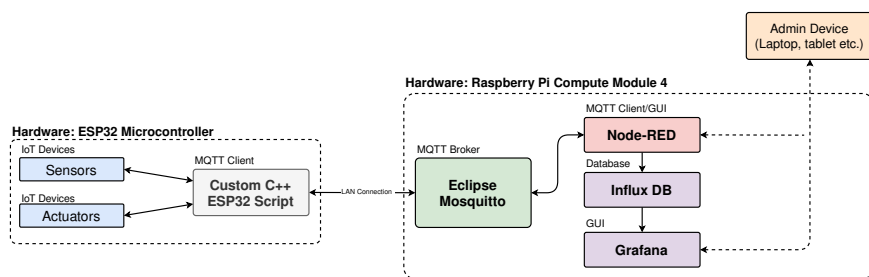 Admin Device
(Laptop, tablet etc.)
Hardware: Raspberry Pi Compute Module 4
MQTT Client/GUI
Node-RED
Hardware: ESP32 Microcontroller
IoT Devices
Sensors
MQTT Client
MQTT Broker
Database
Custom C++
ESP32 Script
LAN Connection
Eclipse
Mosquitto
Influx DB
IoT Devices
Actuators
GUI
Grafana